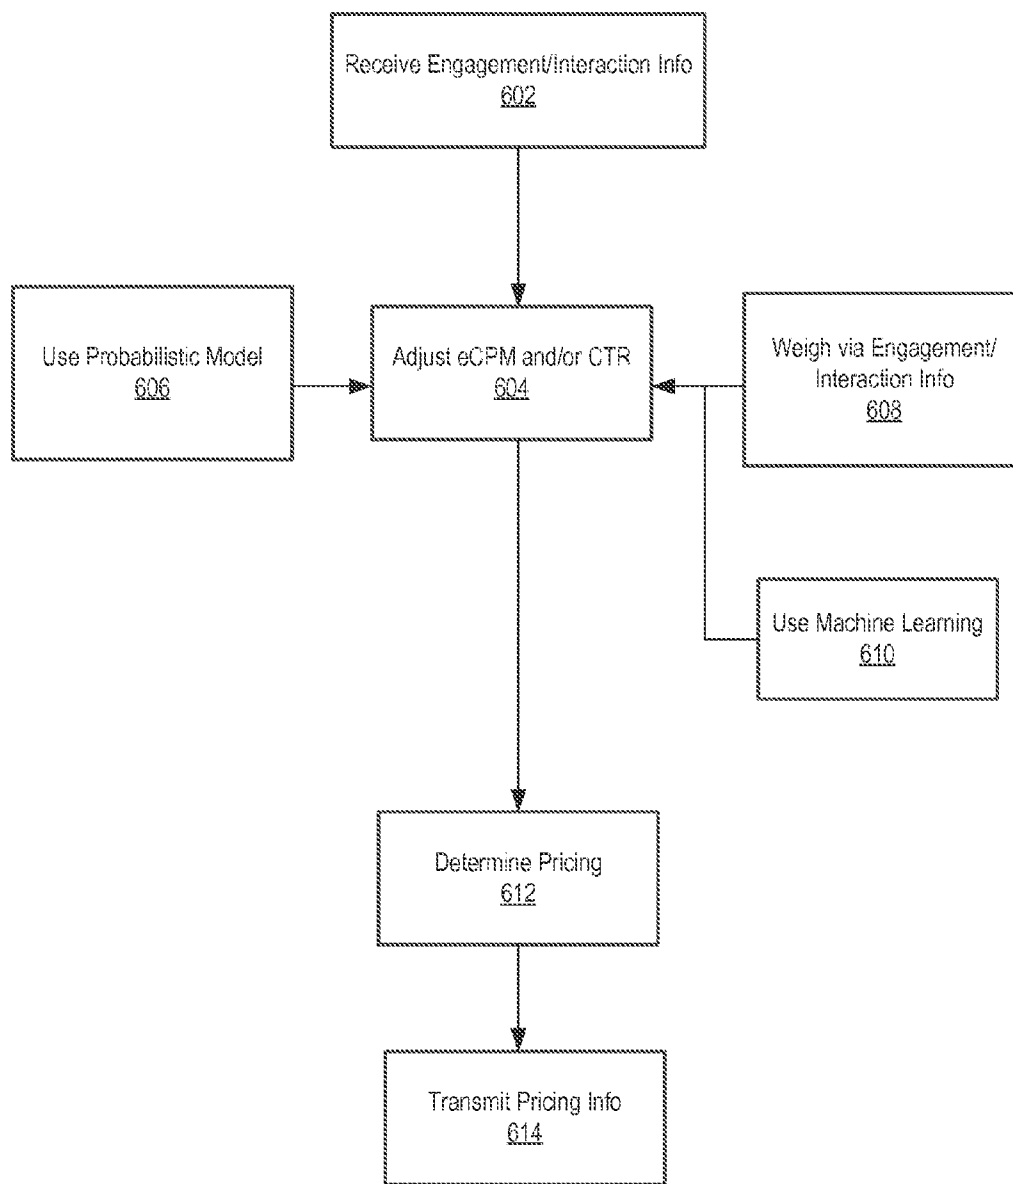 Receive Engagement/Interaction Info
602
Use Probabilistic Model
606
Adjust eCPM and/or CTR
604
Weigh via Engagement/
Interaction Info
608
Use Machine Learning
610
Determine Pricing
612
Transmit Pricing Info
614